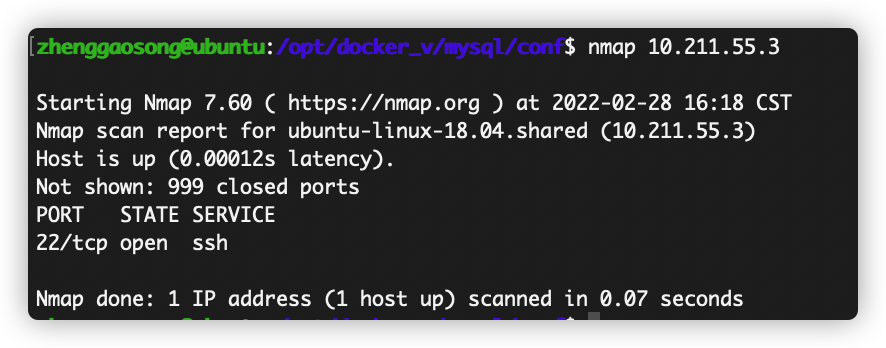 [zhenggaosong@ubuntu:/opt/docker_v/mysql/conf$ nmap 10.211.55.3
Starting Nmap 7.60 ( https://nmap.org ) at 2022-02-28 16:18 CST
Nmap scan report for ubuntu-linux-18.04.shared (10.211.55.3)
Host is up (0.00012s latency).
Not shown: 999 closed ports
PORT   STATE SERVICE
22/tcp open  ssh
Nmap done: 1 IP address (1 host up) scanned in 0.07 seconds